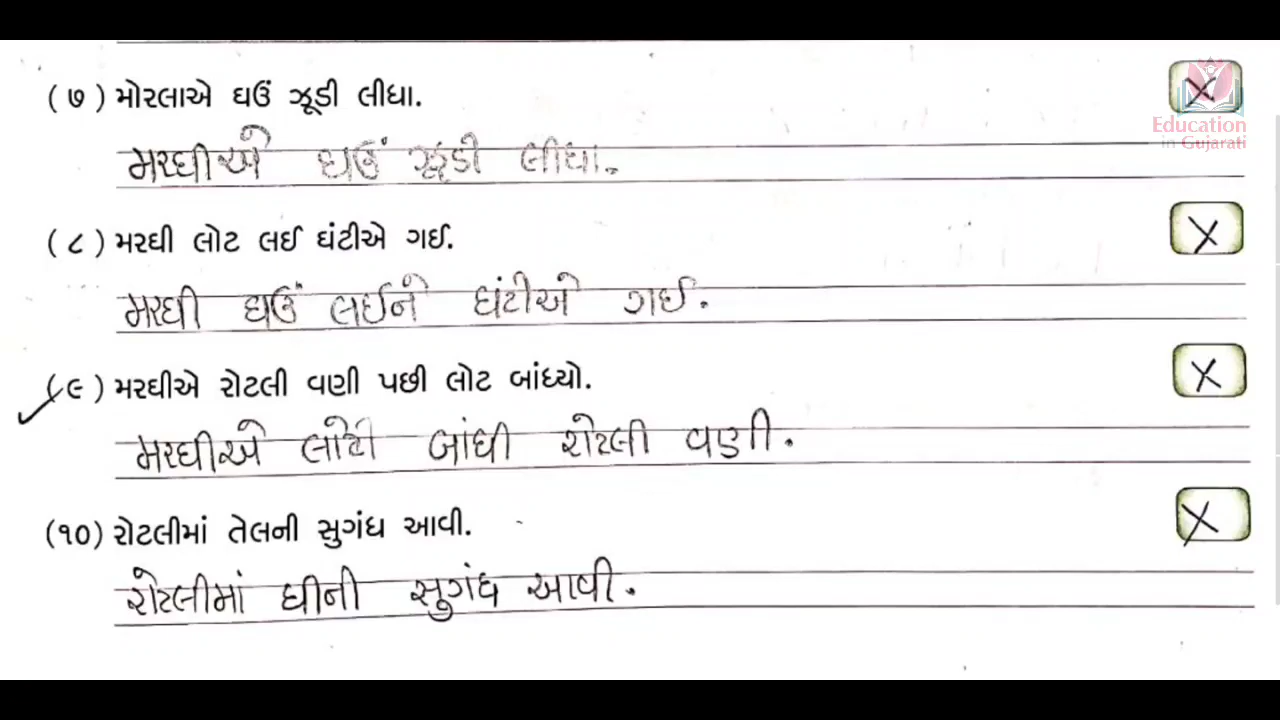 (૭) મોરલાએ ઘઉં ઝૂડી લીધા.
X
Education
in Gujarati
મરઘીએ ઘઉં ઝૂડી લીધા.
(૮) મરઘી લોટ લઈ ઘંટીએ ગઈ.
X
મરઘી ઘઉં લઈને ઘંટીએ ગઈ.
(૯) મરઘીએ રોટલી વણી પછી લોટ બાંધ્યો.
X
મરઘીએ બાંધી રોટલી વણી.
(૧૦) રોટલીમાં તેલની સુગંધ આવી.
X
રોટલીમાં ઘીની સુગંધ આવી.